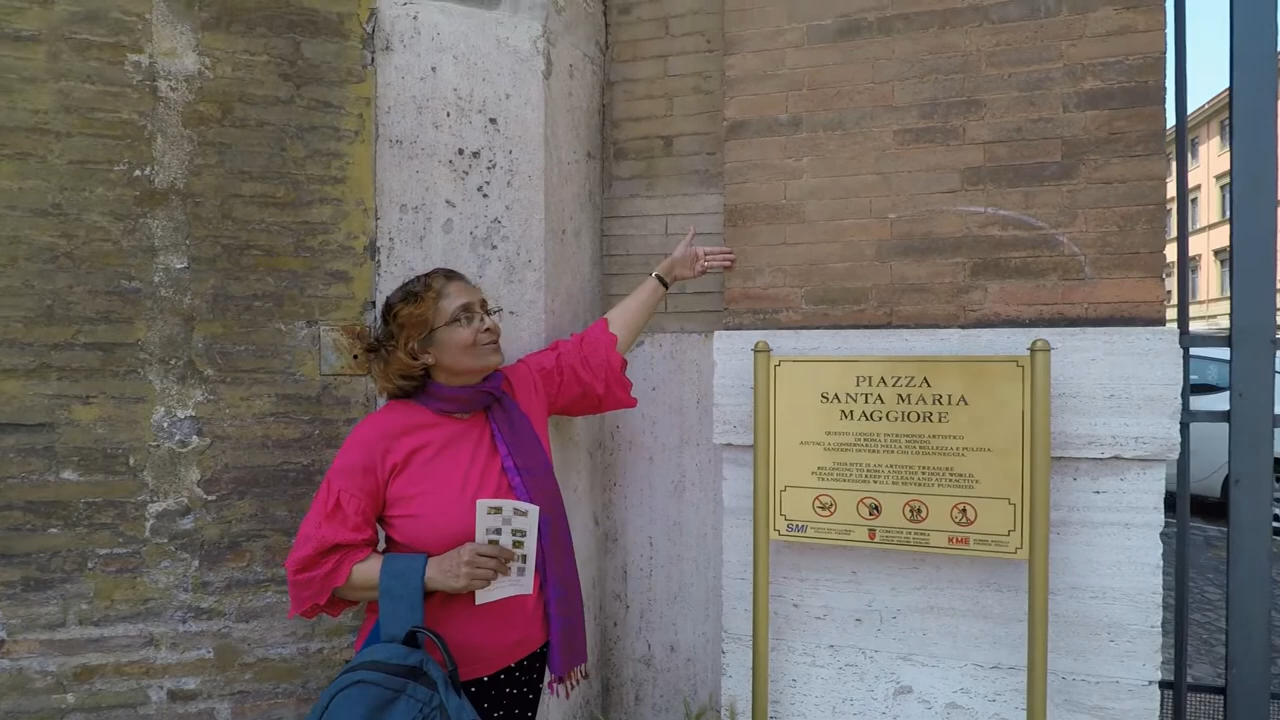 PIAZZA
SANTA MARIA
MAGGIORE
QUESTO LUOGO È PATRIMONIO ARTISTICO
DI ROMA E DEL MONDO.
AIUTACI A CONSERVARLO NELLA SUA BELLEZZA E PULIZIA.
SANZIONI SEVERE PER CHI LO DANNEGGIA.
THIS SITE IS AN ARTISTIC TREASURE
BELONGING TO ROMA AND THE WHOLE WORLD.
PLEASE HELP US KEEP IT CLEAN AND ATTRACTIVE.
TRANSGRESSORS WILL BE SEVERELY PUNISHED.
SMI
COMUNE DI ROMA
KME